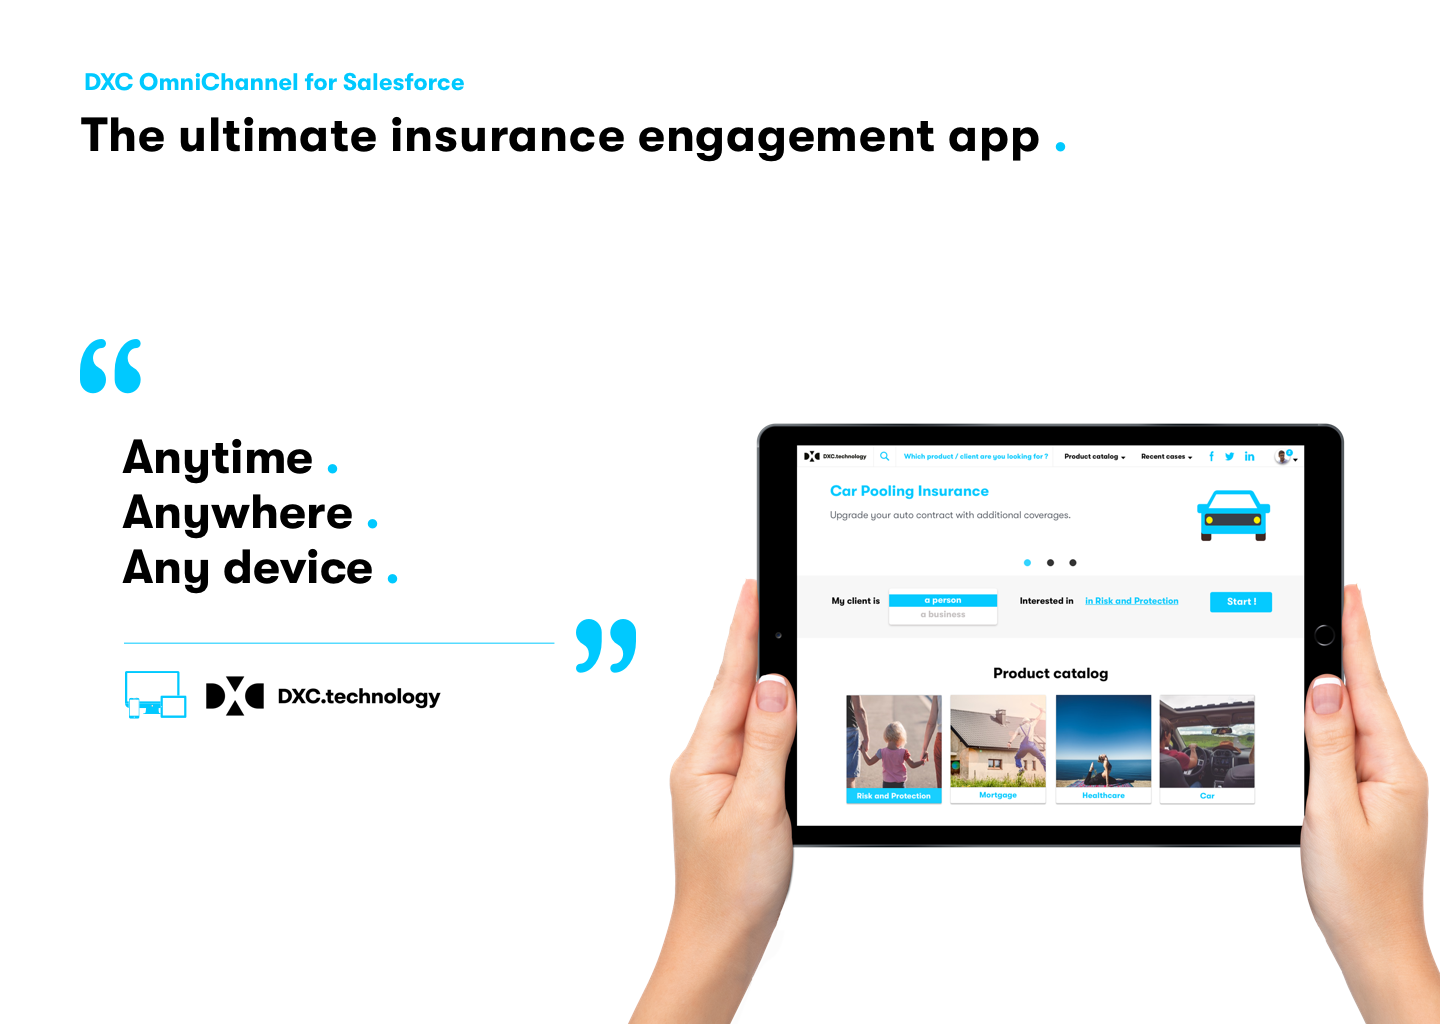 DXC OmniChannel for Salesforce
The ultimate insurance engagement app .
“
Anytime .
Anywhere .
Any device .
”
DXC.technology
DXC.technology
Which product / client are you looking for ?
Product catalog
Recent cases
Car Pooling Insurance
Upgrade your auto contract with additional coverages.
My client is
a person
a business
Interested in
in Risk and Protection
Start !
Product catalog
Risk and Protection
Mortgage
Healthcare
Car